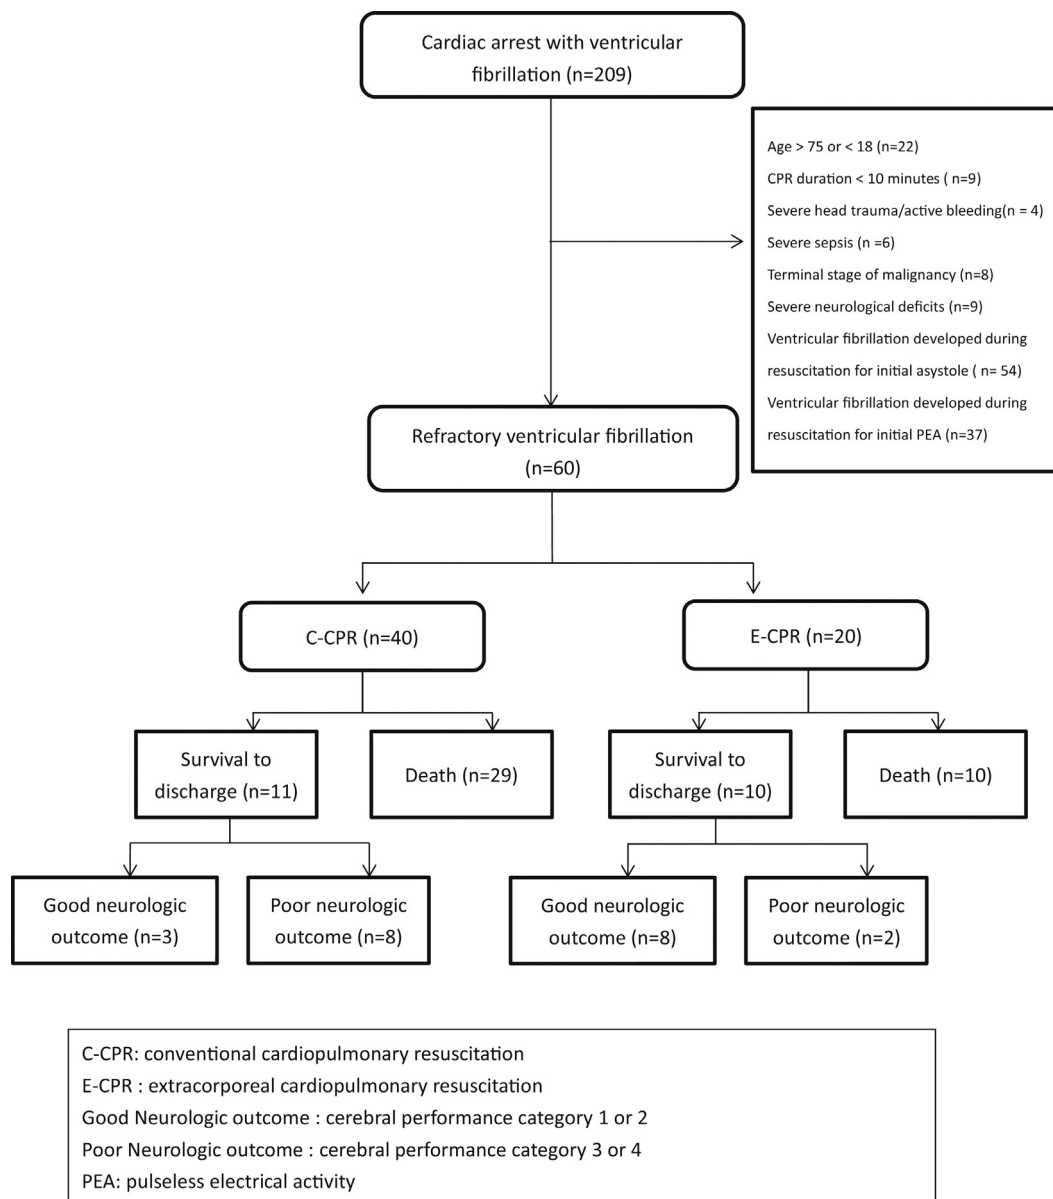 Cardiac arrest with ventricular
fibrillation (n=209)
Age > 75 or < 18 (n=22)
CPR duration < 10 minutes ( n=9)
Severe head trauma/active bleeding(n = 4)
Severe sepsis (n =6)
Terminal stage of malignancy (n=8)
Severe neurological deficits (n=9)
Ventricular fibrillation developed during
resuscitation for initial asystole ( n= 54)
Ventricular fibrillation developed during
resuscitation for initial PEA (n=37)
Refractory ventricular fibrillation
(n=60)
C-CPR (n=40)
E-CPR (n=20)
Survival to
discharge (n=11)
Death (n=29)
Survival to
discharge (n=10)
Death (n=10)
Good neurologic
outcome (n=3)
Poor neurologic
outcome (n=8)
Good neurologic
outcome (n=8)
Poor neurologic
outcome (n=2)
C-CPR: conventional cardiopulmonary resuscitation
E-CPR : extracorporeal cardiopulmonary resuscitation
Good Neurologic outcome : cerebral performance category 1 or 2
Poor Neurologic outcome : cerebral performance category 3 or 4
PEA: pulseless electrical activity